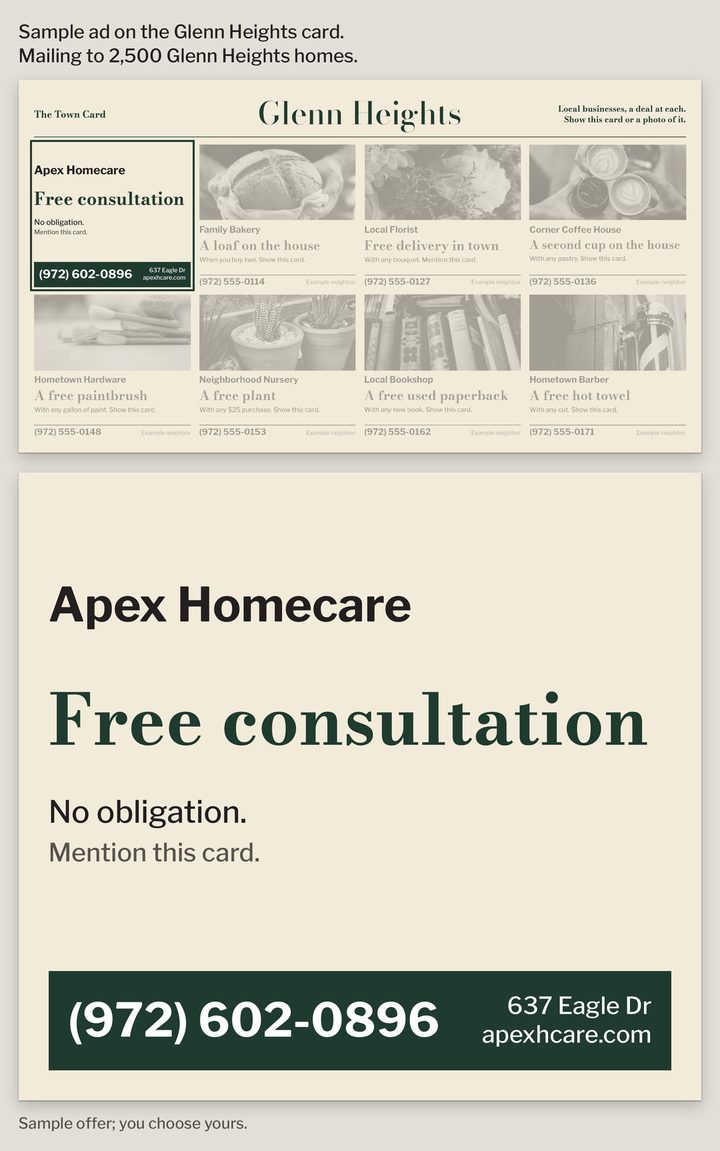 Sample ad on the Glenn Heights card.
Mailing to 2,500 Glenn Heights homes.
The Town Card
Glenn Heights
Local businesses, a deal at each.
Show this card or a photo of it.
Apex Homecare
Free consultation
No obligation.
Mention this card.
(972) 602-0896
637 Eagle Dr
apexhcare.com
Family Bakery
A loaf on the house
When you buy two. Show this card.
(972) 555-0114
Example neighbor
Local Florist
Free delivery in town
With any bouquet. Mention this card.
(972) 555-0127
Example neighbor
Corner Coffee House
A second cup on the house
With any pastry. Show this card.
(972) 555-0136
Example neighbor
Hometown Hardware
A free paintbrush
With any gallon of paint. Show this card.
(972) 555-0148
Example neighbor
Neighborhood Nursery
A free plant
With any $25 purchase. Show this card.
(972) 555-0153
Example neighbor
Local Bookshop
A free used paperback
With any new book. Show this card.
(972) 555-0162
Example neighbor
Hometown Barber
A free hot towel
With any cut. Show this card.
(972) 555-0171
Example neighbor
Apex Homecare
Free consultation
No obligation.
Mention this card.
(972) 602-0896
637 Eagle Dr
apexhcare.com
Sample offer; you choose yours.